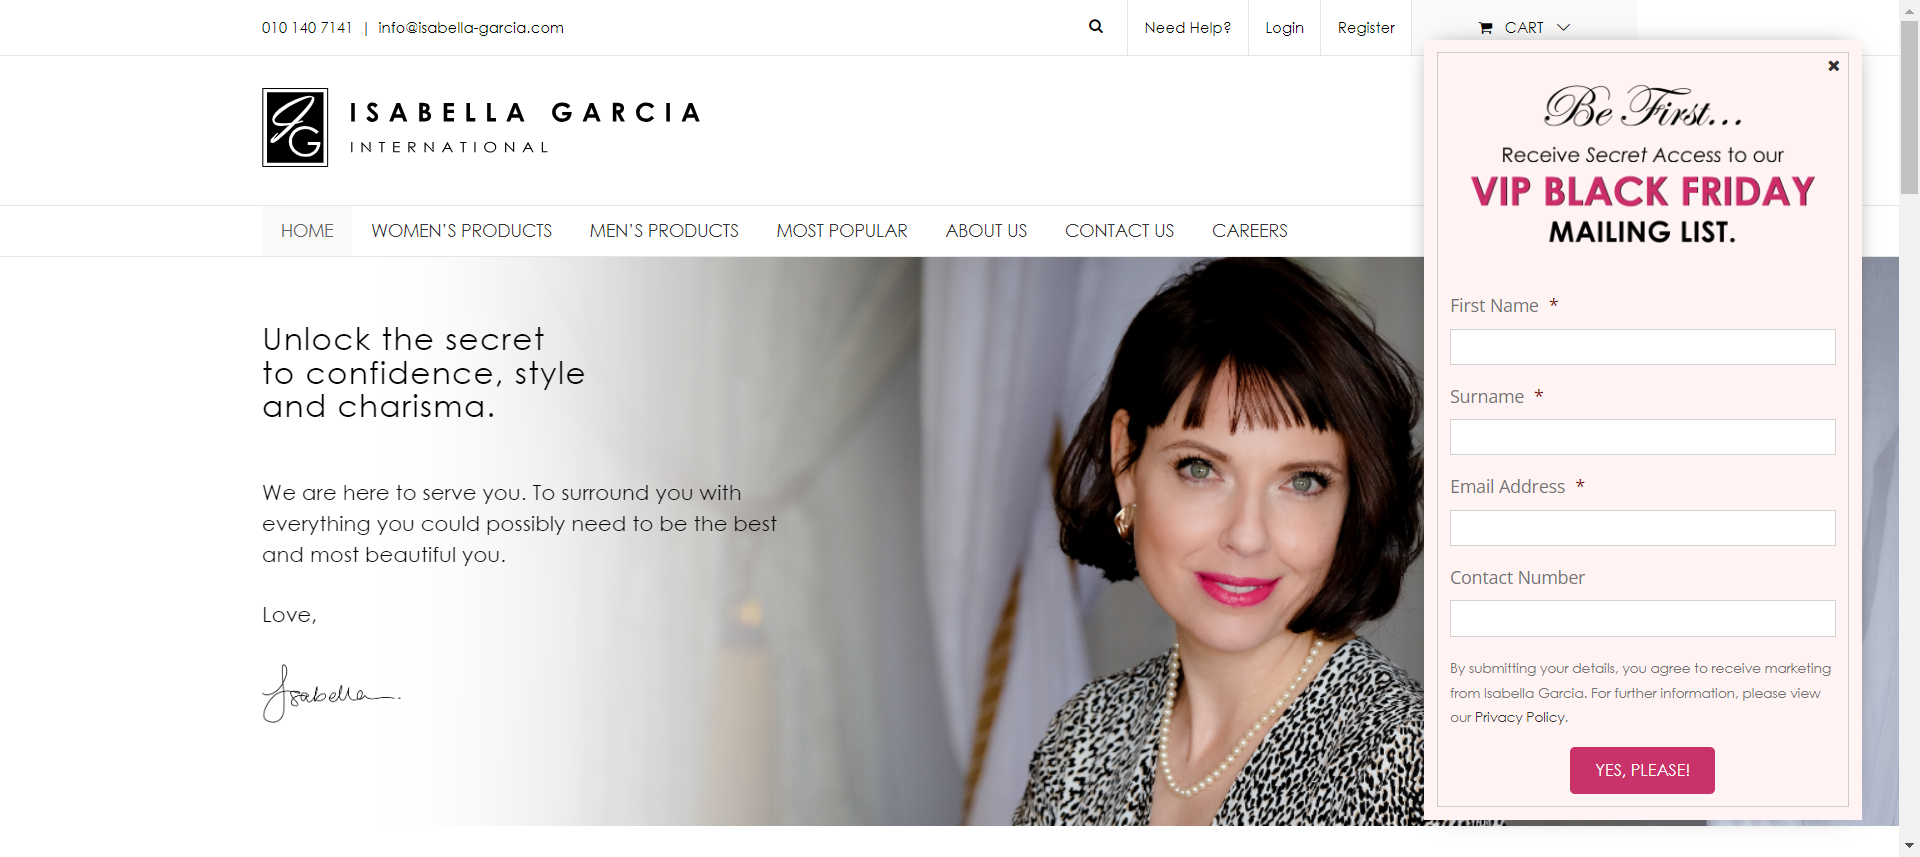 010 140 7141 | info@isabella-garcia.com
Need Help?
Login
Register
CART
IG
ISABELLA GARCIA
INTERNATIONAL
HOME
WOMEN’S PRODUCTS
MEN’S PRODUCTS
MOST POPULAR
ABOUT US
CONTACT US
CAREERS
Unlock the secret
to confidence, style
and charisma.
We are here to serve you. To surround you with
everything you could possibly need to be the best
and most beautiful you.
Love,
Isabella
Be First...
Receive Secret Access to our
VIP BLACK FRIDAY
MAILING LIST.
First Name *
Surname *
Email Address *
Contact Number
By submitting your details, you agree to receive marketing
from Isabella Garcia. For further information, please view
our Privacy Policy.
YES, PLEASE!